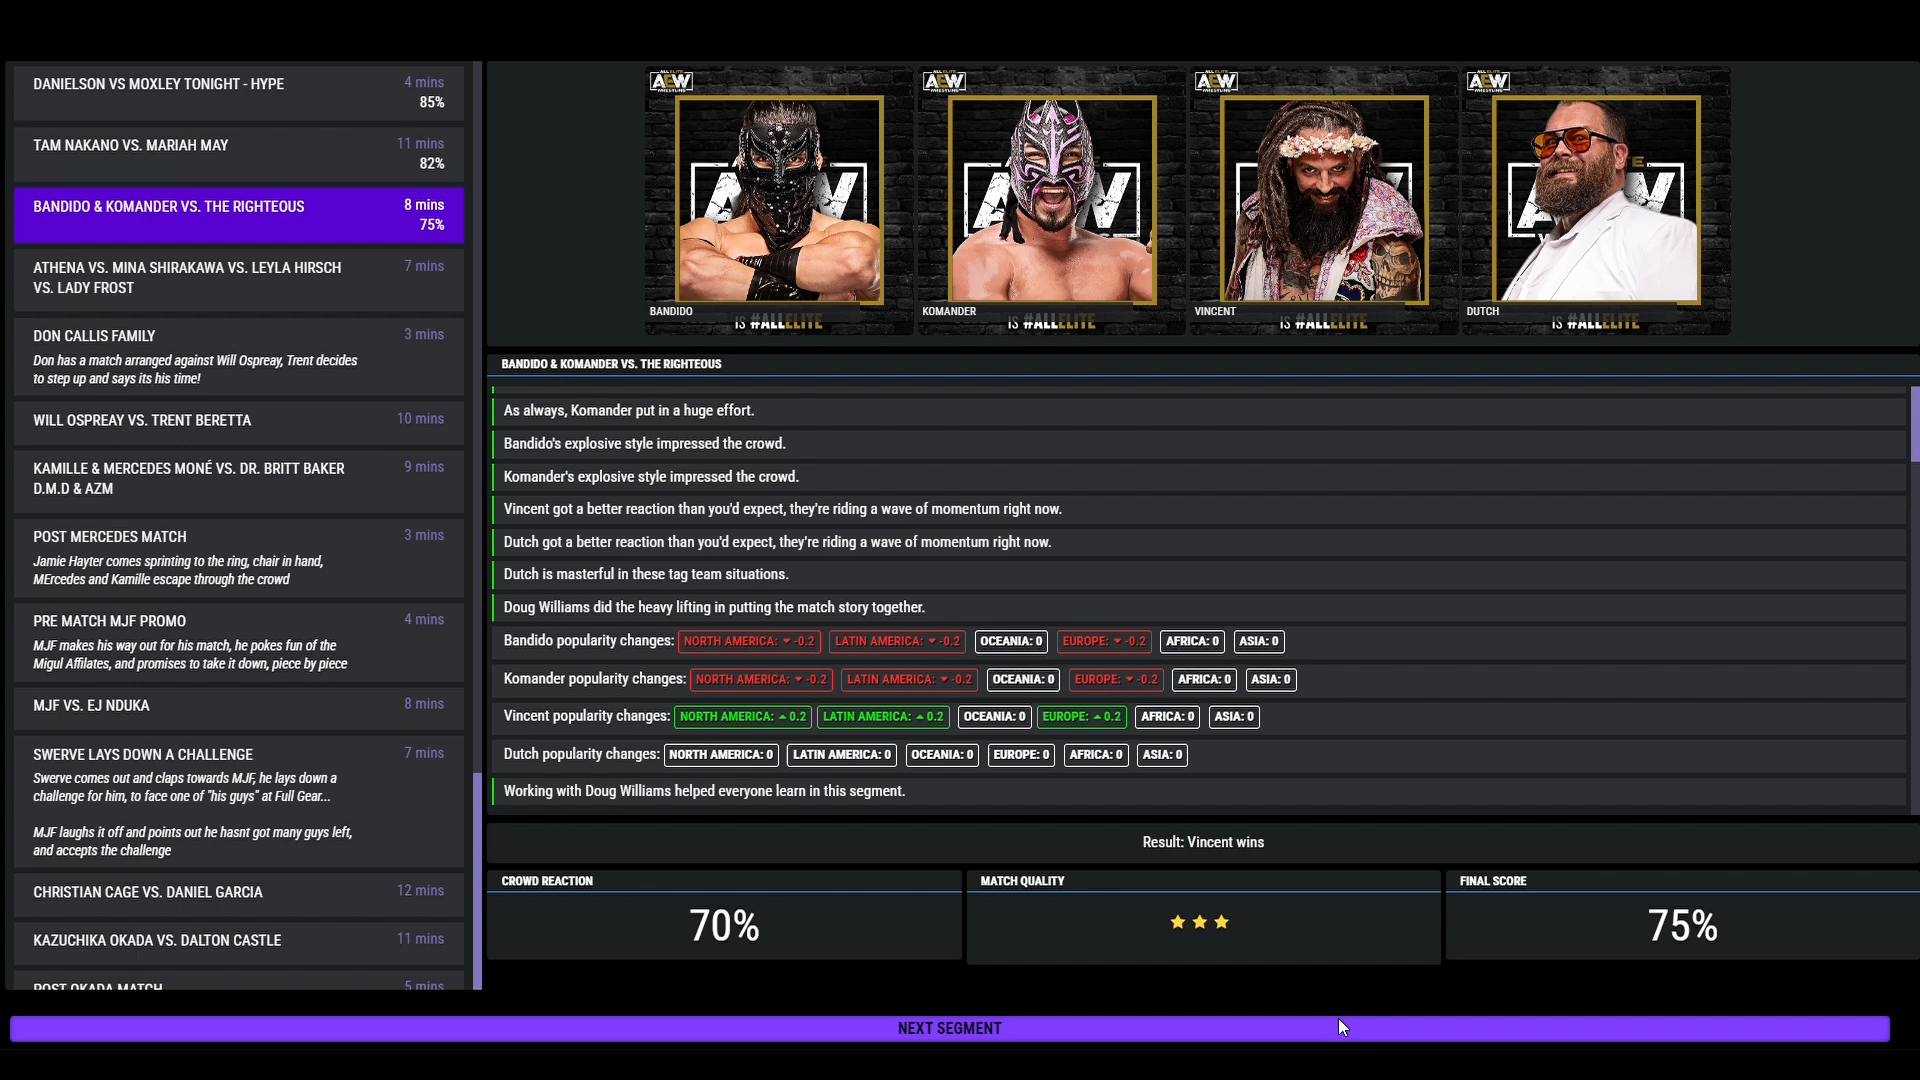 DANIELSON VS MOXLEY TONIGHT - HYPE
4 mins
85%
TAM NAKANO VS. MARIAH MAY
11 mins
82%
BANDIDO & KOMANDER VS. THE RIGHTEOUS
8 mins
75%
ATHENA VS. MINA SHIRAKAWA VS. LEYLA HIRSCH
VS. LADY FROST
7 mins
DON CALLIS FAMILY
3 mins
Don has a match arranged against Will Ospreay, Trent decides
to step up and says its his time!
WILL OSPREAY VS. TRENT BERETTA
10 mins
KAMILLE & MERCEDES MONÉ VS. DR. BRITT BAKER
D.M.D & AZM
9 mins
POST MERCEDES MATCH
3 mins
Jamie Hayter comes sprinting to the ring, chair in hand,
MErcedes and Kamille escape through the crowd
PRE MATCH MJF PROMO
4 mins
MJF makes his way out for his match, he pokes fun of the
Migul Affilates, and promises to take it down, piece by piece
MJF VS. EJ NDUKA
8 mins
SWERVE LAYS DOWN A CHALLENGE
7 mins
Swerve comes out and claps towards MJF, he lays down a
challenge for him, to face one of "his guys" at Full Gear...
MJF laughs it off and points out he hasnt got many guys left,
and accepts the challenge
CHRISTIAN CAGE VS. DANIEL GARCIA
12 mins
KAZUCHIKA OKADA VS. DALTON CASTLE
11 mins
POST OKADA MATCH
5 mins
AEW
BANDIDO
IS #ALLELITE
AEW
KOMANDER
IS #ALLELITE
AEW
VINCENT
IS #ALLELITE
AEW
DUTCH
IS #ALLELITE
BANDIDO & KOMANDER VS. THE RIGHTEOUS
As always, Komander put in a huge effort.
Bandido's explosive style impressed the crowd.
Komander's explosive style impressed the crowd.
Vincent got a better reaction than you'd expect, they're riding a wave of momentum right now.
Dutch got a better reaction than you'd expect, they're riding a wave of momentum right now.
Dutch is masterful in these tag team situations.
Doug Williams did the heavy lifting in putting the match story together.
Bandido popularity changes: NORTH AMERICA: ▼ -0.2 LATIN AMERICA: ▼ -0.2 OCEANIA: 0 EUROPE: ▼ -0.2 AFRICA: 0 ASIA: 0
Komander popularity changes: NORTH AMERICA: ▼ -0.2 LATIN AMERICA: ▼ -0.2 OCEANIA: 0 EUROPE: ▼ -0.2 AFRICA: 0 ASIA: 0
Vincent popularity changes: NORTH AMERICA: ▲ 0.2 LATIN AMERICA: ▲ 0.2 OCEANIA: 0 EUROPE: ▲ 0.2 AFRICA: 0 ASIA: 0
Dutch popularity changes: NORTH AMERICA: 0 LATIN AMERICA: 0 OCEANIA: 0 EUROPE: 0 AFRICA: 0 ASIA: 0
Working with Doug Williams helped everyone learn in this segment.
Result: Vincent wins
CROWD REACTION
70%
MATCH QUALITY
FINAL SCORE
75%
NEXT SEGMENT